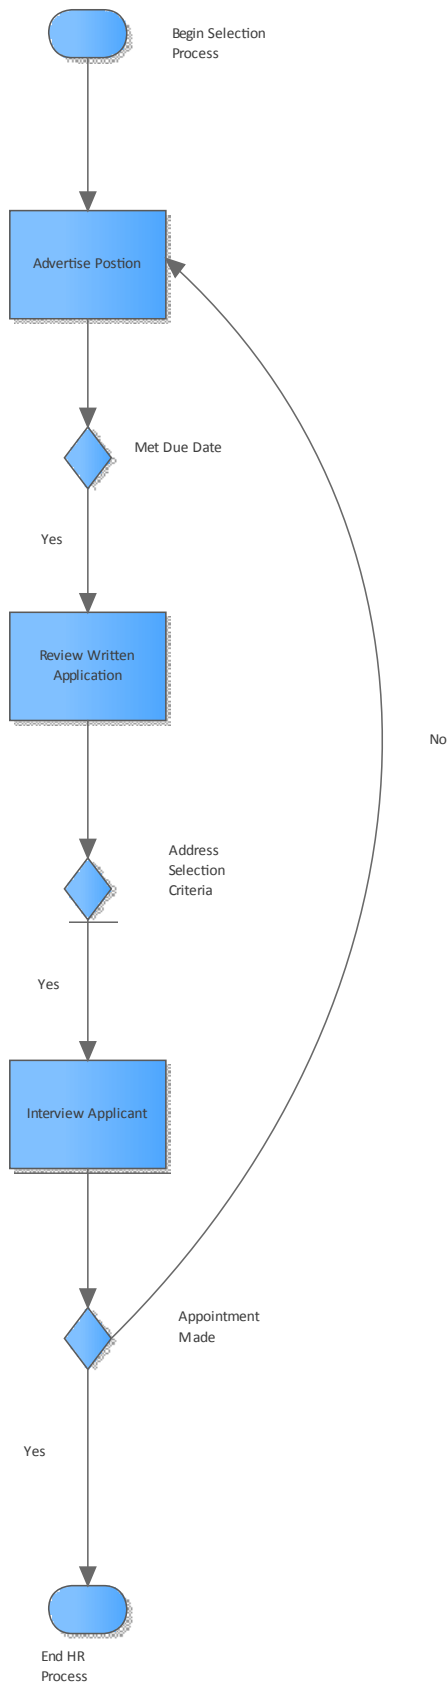 Begin Selection
Process
Advertise Postion
Met Due Date
Yes
Review Written
Application
No
Address
Selection
Criteria
Yes
Interview Applicant
Appointment
Made
Yes
End HR
Process